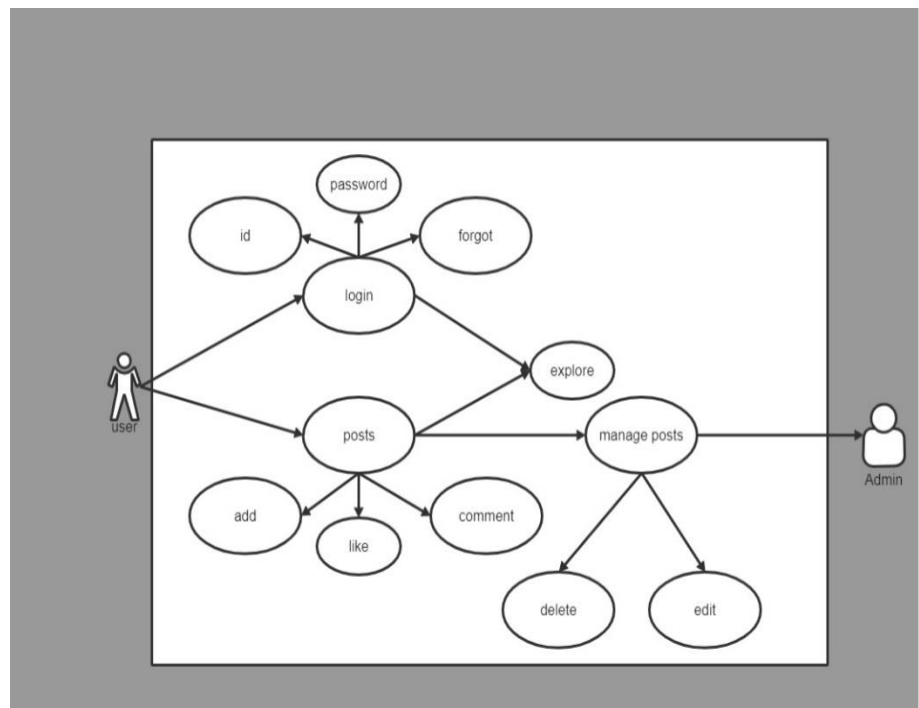 password
id
forgot
login
explore
user
posts
manage posts
Admin
add
comment
like
delete
edit